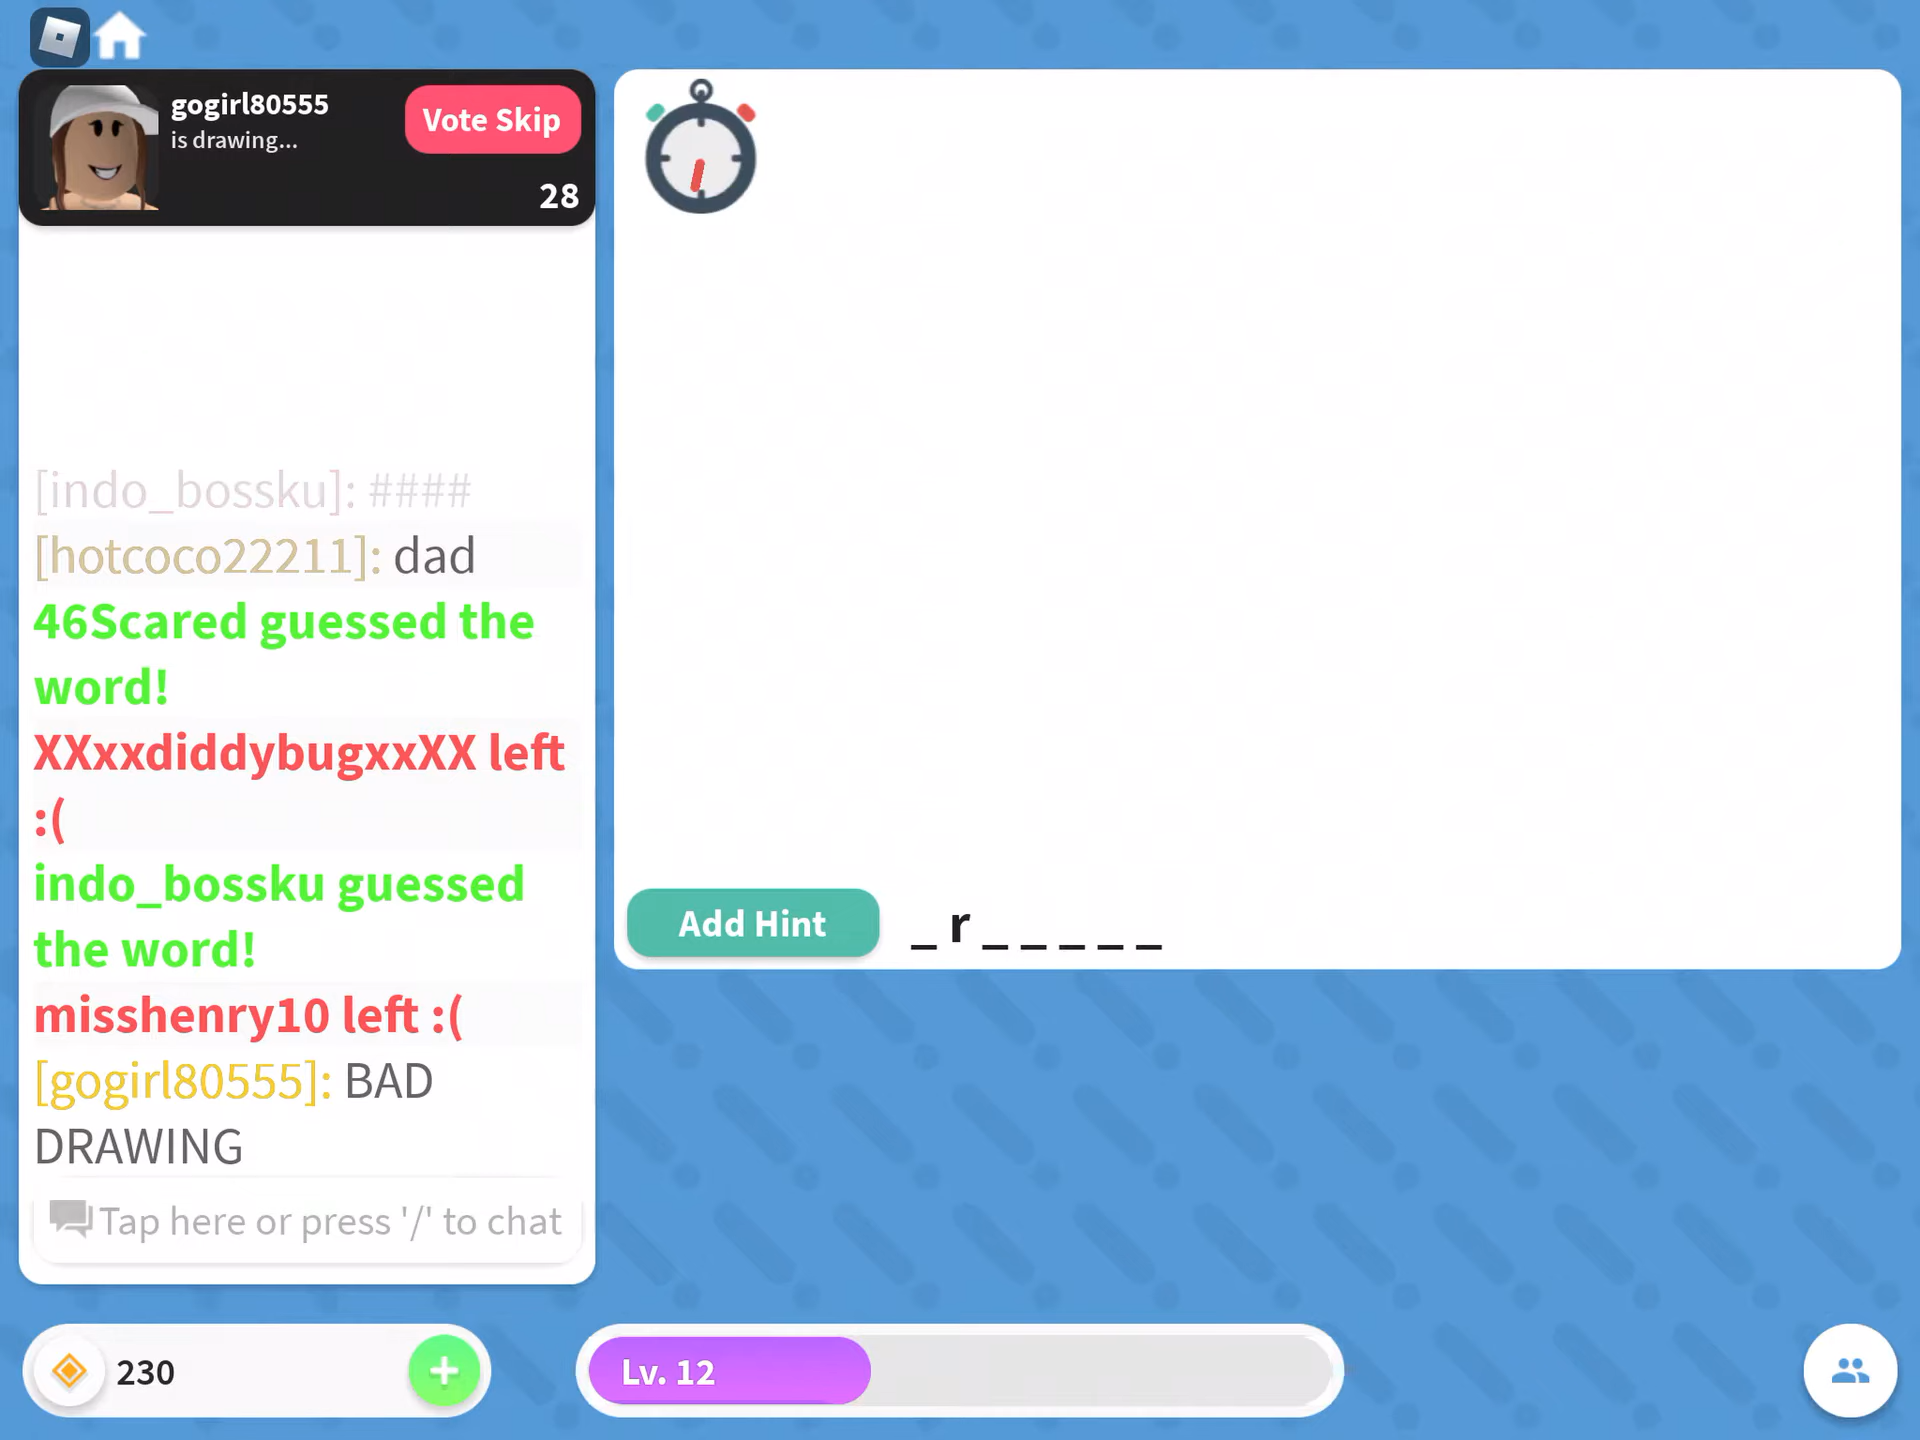 gogirl80555
is drawing...
Vote Skip
28
[indo_bossku]: ####
[hotcoco22211]: dad
46Scared guessed the
word!
XXxxdiddybugxxXX left
:(
indo_bossku guessed
the word!
misshenry10 left :(
[gogirl80555]: BAD
DRAWING
Tap here or press '/' to chat
Add Hint
_ r _ _ _ _ _
230
Lv. 12